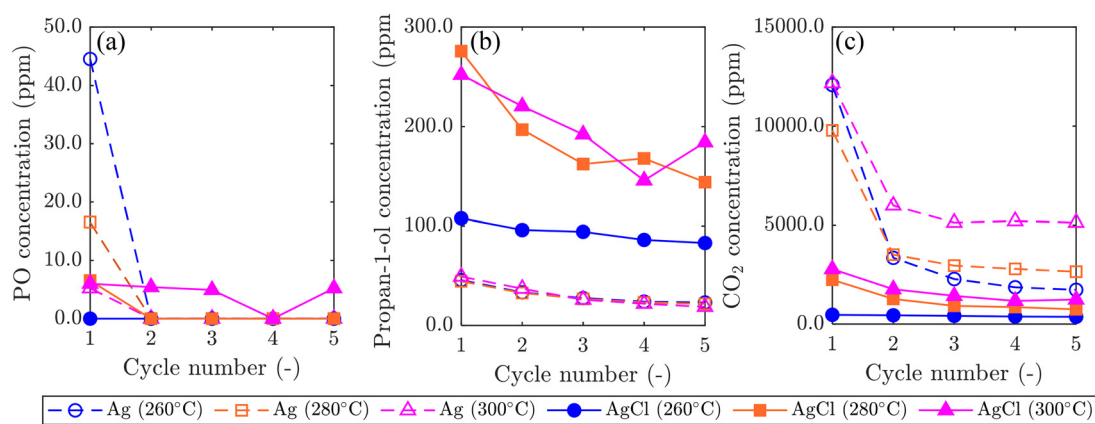 PO concentration (ppm)
50.0
40.0
30.0
20.0
10.0
0.0
(a)
1 2 3 4 5
Cycle number (-)
Propan-1-ol concentration (ppm
300.0
200.0
100.0
0.0
(b)
1 2 3 4 5
Cycle number (-)
CO₂ concentration (ppm)
15000.0
10000.0
5000.0
0.0
(c)
1 2 3 4 5
Cycle number (-)
Ag (260°C) Ag (280°C) Ag (300°C) AgCl (260°C) AgCl (280°C) AgCl (300°C)